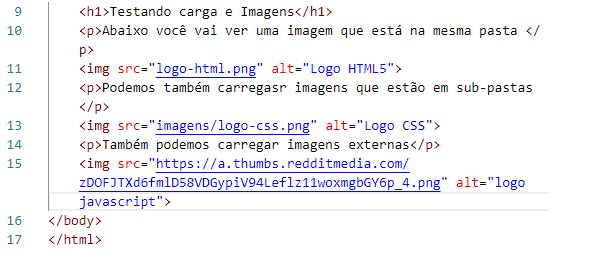 9 <h1>Testando carga e Imagens</h1>
10 <p>Abaixo você vai ver uma imagem que está na mesma pasta </
p>
11 <img src="logo-html.png" alt="Logo HTML5">
12 <p>Podemos também carregasr imagens que estão em sub-pastas
</p>
13 <img src="imagens/logo-css.png" alt="Logo CSS">
14 <p>Também podemos carregar imagens externas</p>
15 <img src="https://a.thumbs.redditmedia.com/
zDOFJTXd6fmlD58VDGypiV94Leflz11woxmgbGY6p_4.png" alt="logo
javascript">
16 </body>
17 </html>